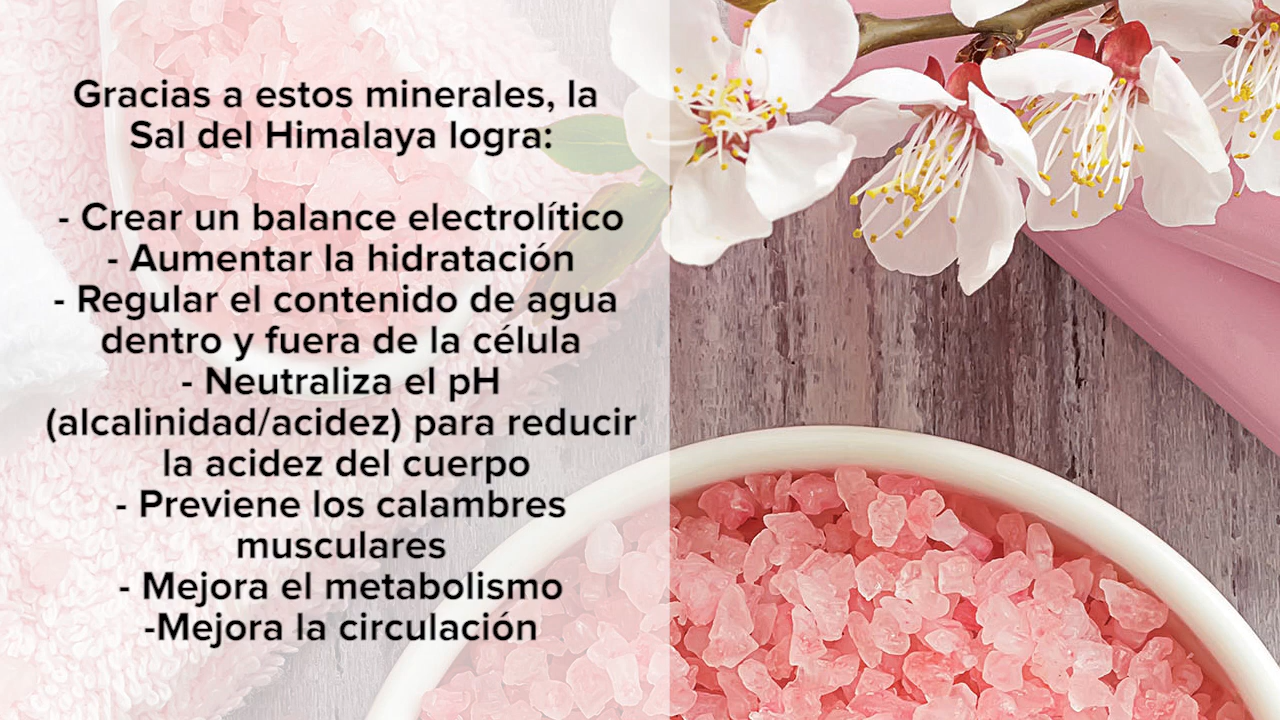 Gracias a estos minerales, la
Sal del Himalaya logra:
- Crear un balance electrolítico
- Aumentar la hidratación
- Regular el contenido de agua
dentro y fuera de la célula
- Neutraliza el pH
(alcalinidad/acidez) para reducir
la acidez del cuerpo
- Previene los calambres
musculares
- Mejora el metabolismo
-Mejora la circulación